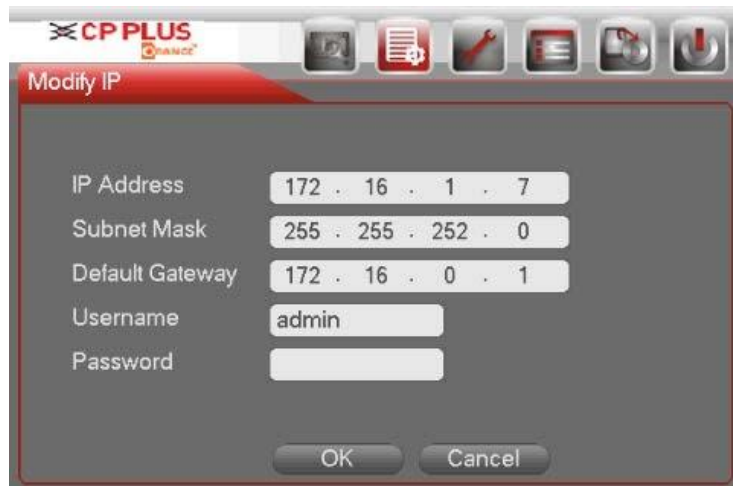 CP PLUS
ORANGE
Modify IP
IP Address 172 . 16 . 1 . 7
Subnet Mask 255 . 255 . 252 . 0
Default Gateway 172 . 16 . 0 . 1
Username admin
Password
OK Cancel